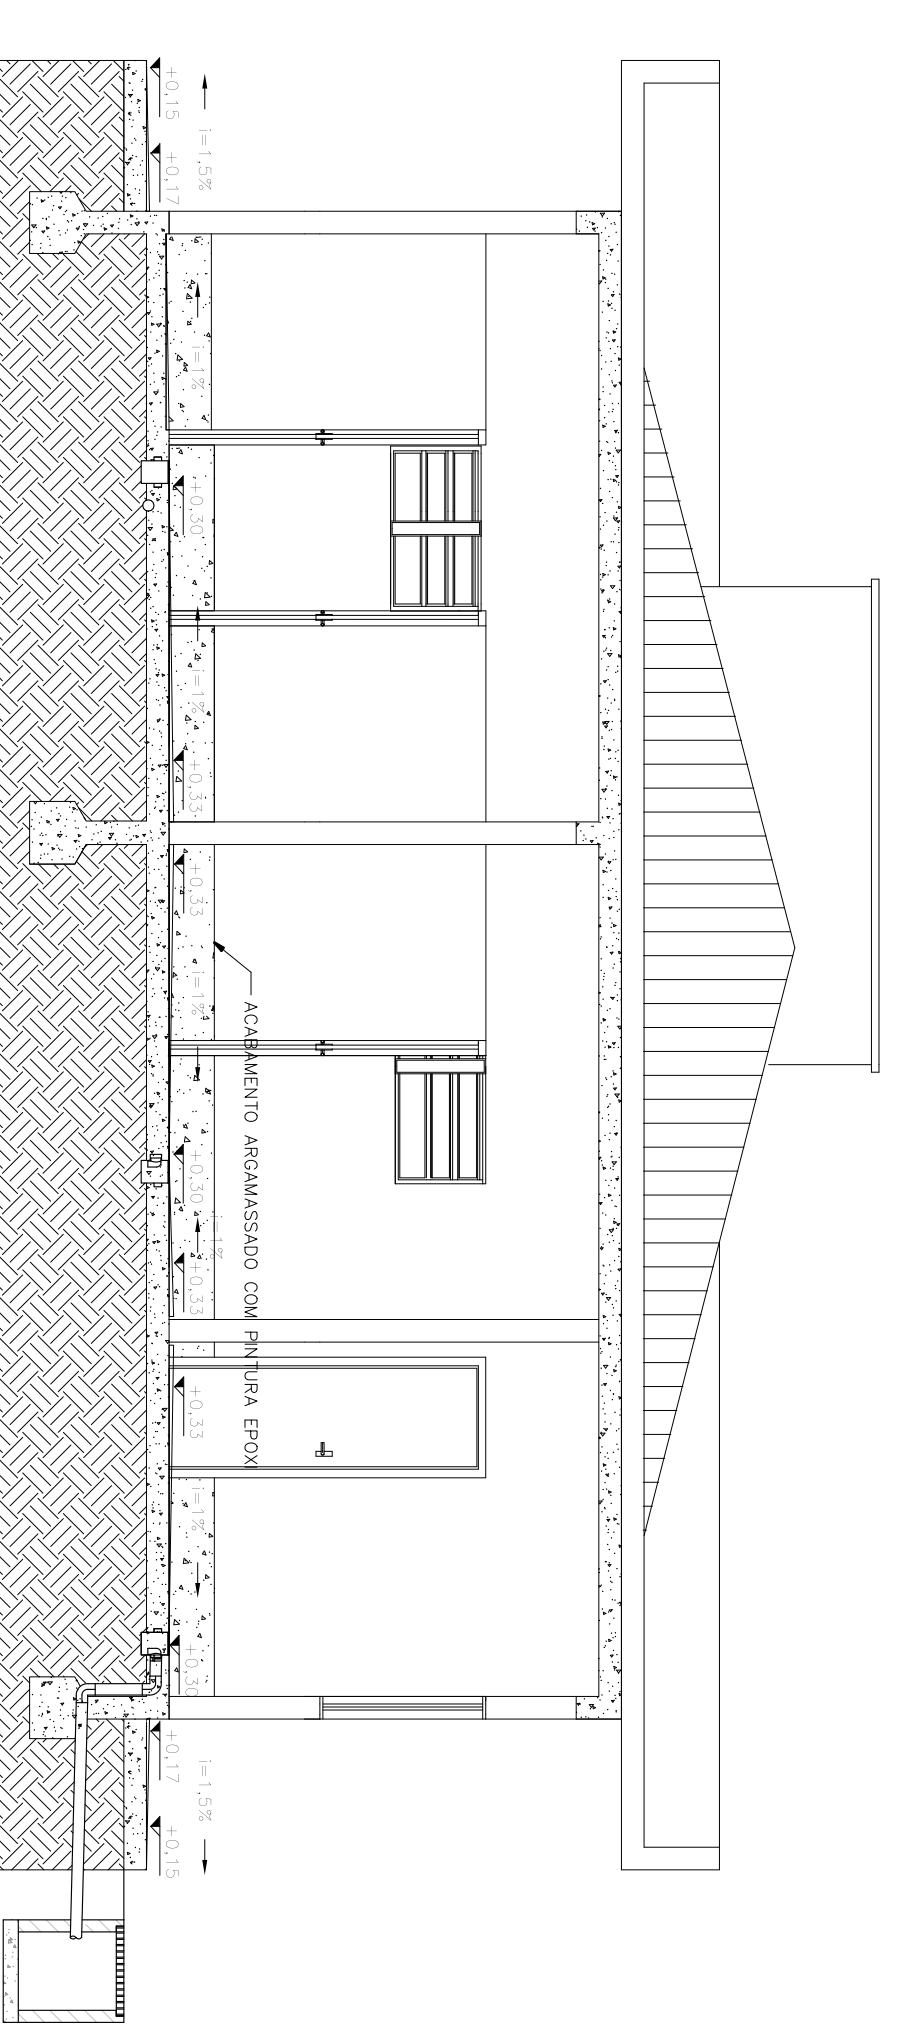 +0,15
i=1,5%
+0,17
i=1%
+0,30
i=1%
+0,33
+0,33
i=1%
ACABAMENTO ARGAMASSADO COM PINTURA EPOXI
+0,30
i=1%
+0,33
+0,33
i=1%
+0,30
+0,17
i=1,5%
+0,15